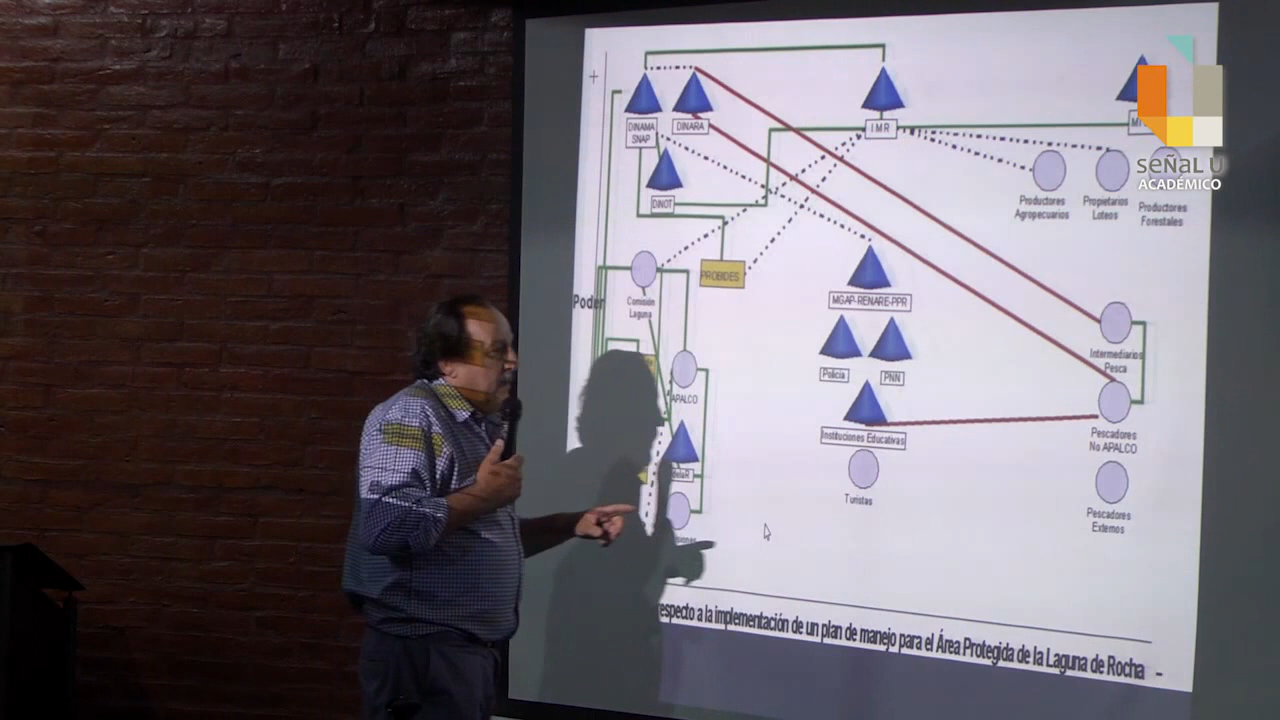 SEÑAL U
ACADÉMICO
DINAMA
SNAP
DINARA
IMR
DINOT
Productores
Agropecuarios
Propietarios
Loteos
Productores
Forestales
PROBIDES
Poder
Comisión
Laguna
MGAP-RENARE-PPR
Policía
PNN
Intermediarios
Pesca
APALCO
Instituciones Educativas
Pescadores
No APALCO
Turistas
Pescadores
Externos
especto a la implementación de un plan de manejo para el Área Protegida de la Laguna de Rocha